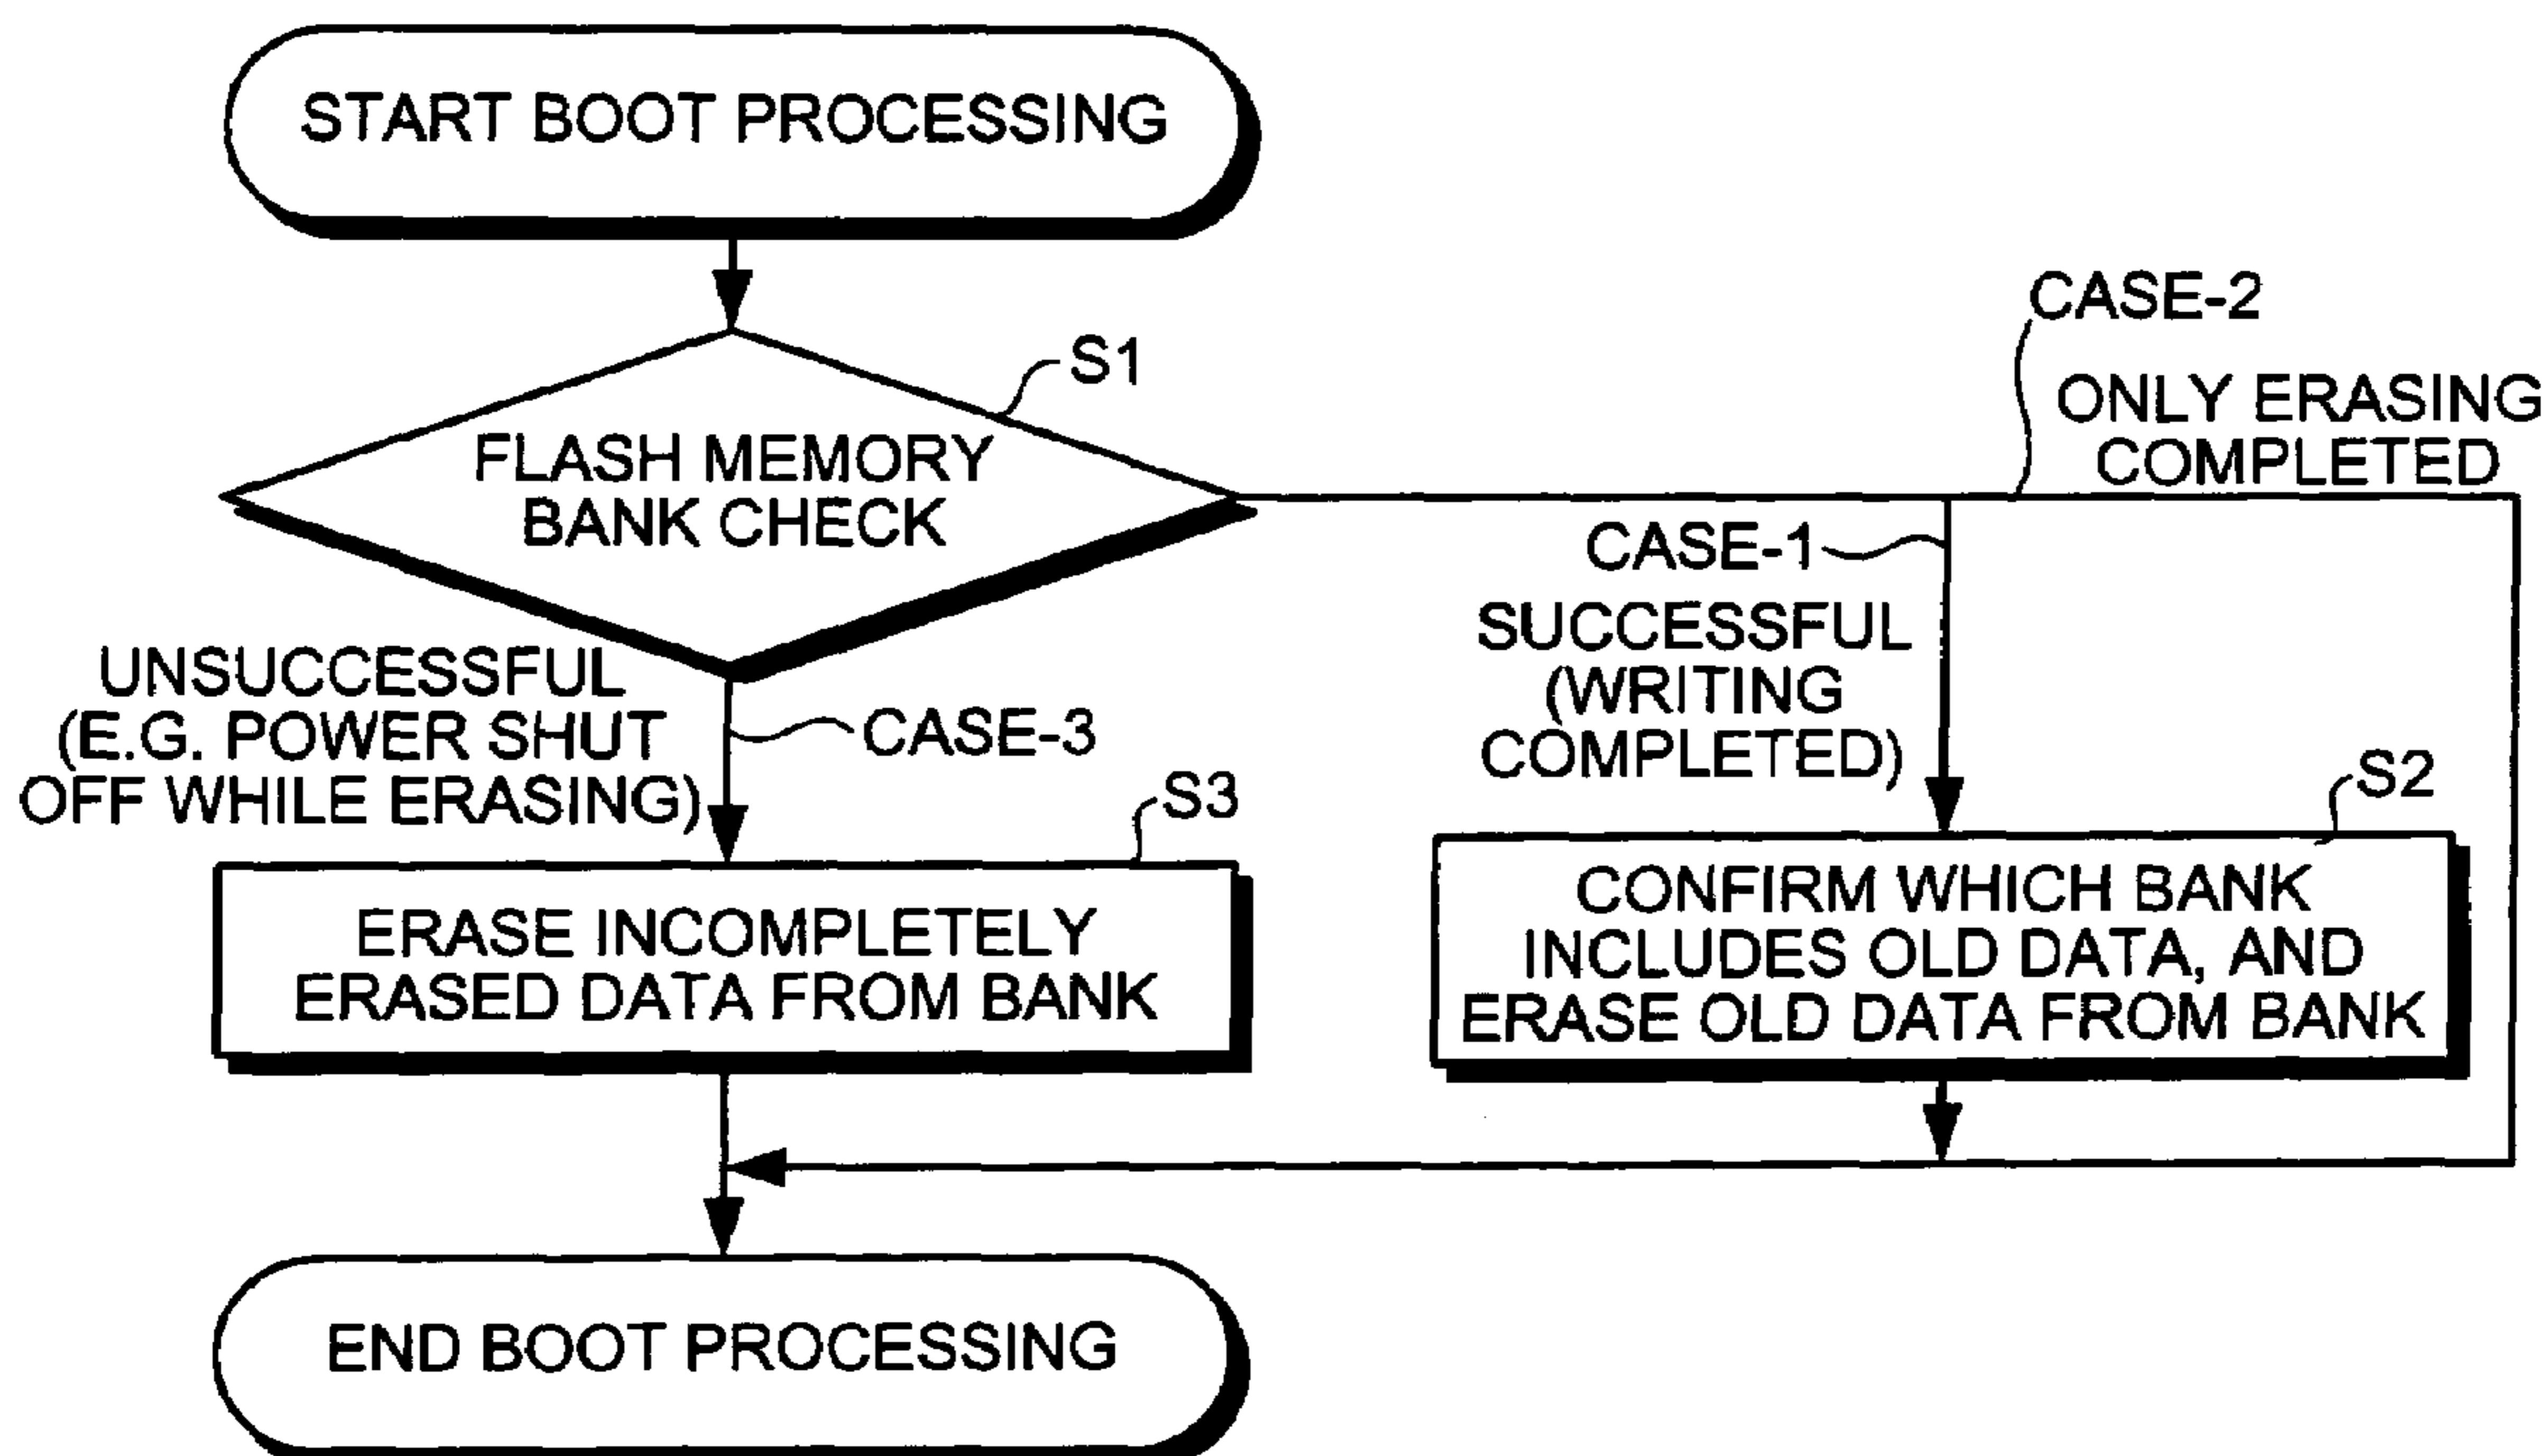 START BOOT PROCESSING
S1
FLASH MEMORY
BANK CHECK
CASE-2
ONLY ERASING
COMPLETED
CASE-1
SUCCESSFUL
(WRITING
COMPLETED)
UNSUCCESSFUL
(E.G. POWER SHUT
OFF WHILE ERASING)
CASE-3
S3
ERASE INCOMPLETELY
ERASED DATA FROM BANK
S2
CONFIRM WHICH BANK
INCLUDES OLD DATA, AND
ERASE OLD DATA FROM BANK
END BOOT PROCESSING